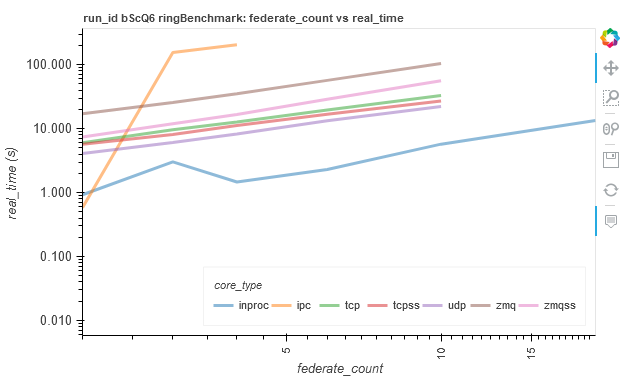 run_id bScQ6 ringBenchmark: federate_count vs real_time
100.000
10.000
1.000
0.100
0.010
real_time (s)
core_type
inproc ipc tcp tcpss udp zmq zmqss
5 10 15
federate_count